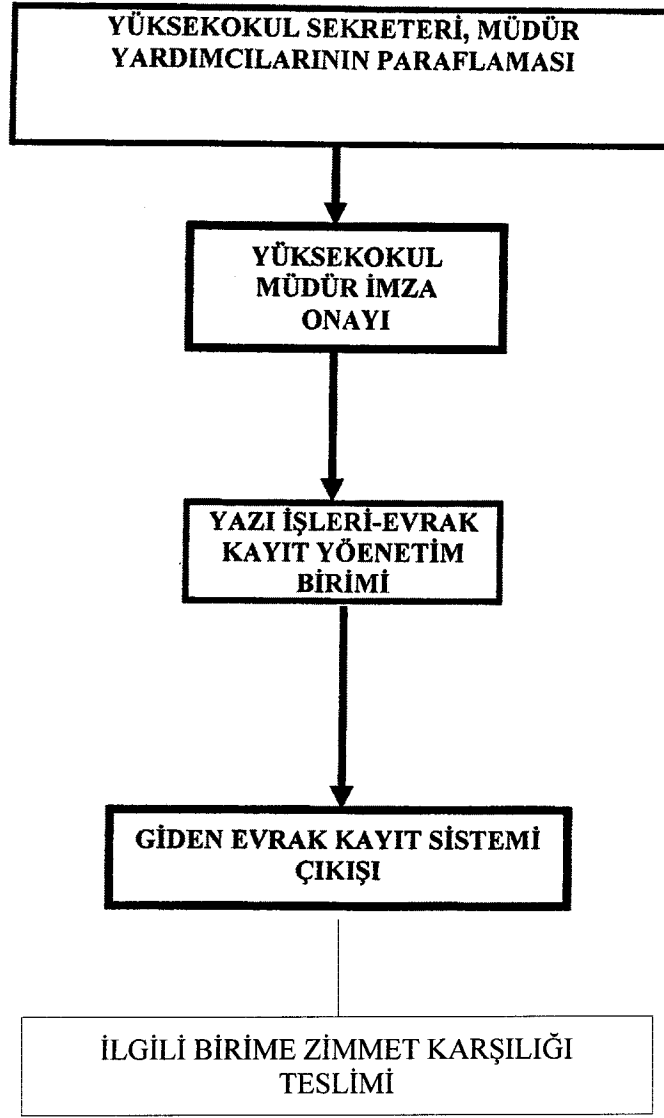 YÜKSEKOKUL SEKRETERİ, MÜDÜR
YARDIMCILARININ PARAFLAMASI
YÜKSEKOKUL
MÜDÜR İMZA
ONAYI
YAZI İŞLERİ-EVRAK
KAYIT YÖENETİM
BİRİMİ
GİDEN EVRAK KAYIT SİSTEMİ
ÇIKIŞI
İLGİLİ BİRİME ZİMMET KARŞILIĞI
TESLİMİ